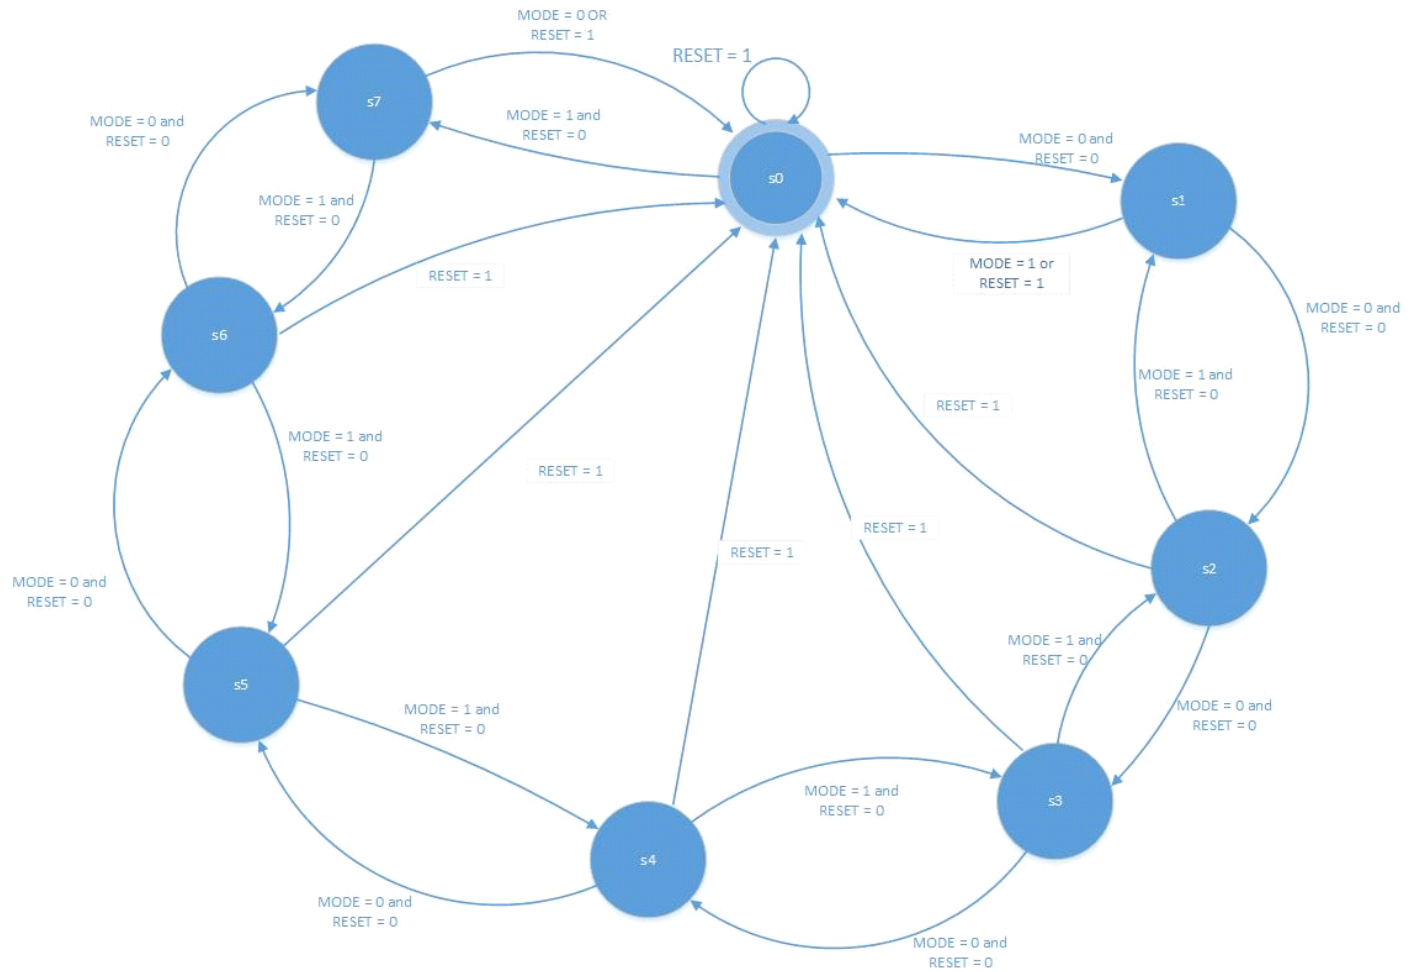 MODE = 0 OR
RESET = 1
RESET = 1
s7
MODE = 0 and
RESET = 0
MODE = 1 and
RESET = 0
MODE = 0 and
RESET = 0
s0
s1
MODE = 1 and
RESET = 0
MODE = 1 or
RESET = 1
RESET = 1
MODE = 0 and
RESET = 0
s6
MODE = 1 and
RESET = 0
RESET = 1
MODE = 1 and
RESET = 0
RESET = 1
RESET = 1
RESET = 1
s2
MODE = 0 and
RESET = 0
MODE = 1 and
RESET = 0
s5
MODE = 1 and
RESET = 0
MODE = 0 and
RESET = 0
MODE = 1 and
RESET = 0
s3
s4
MODE = 0 and
RESET = 0
MODE = 0 and
RESET = 0